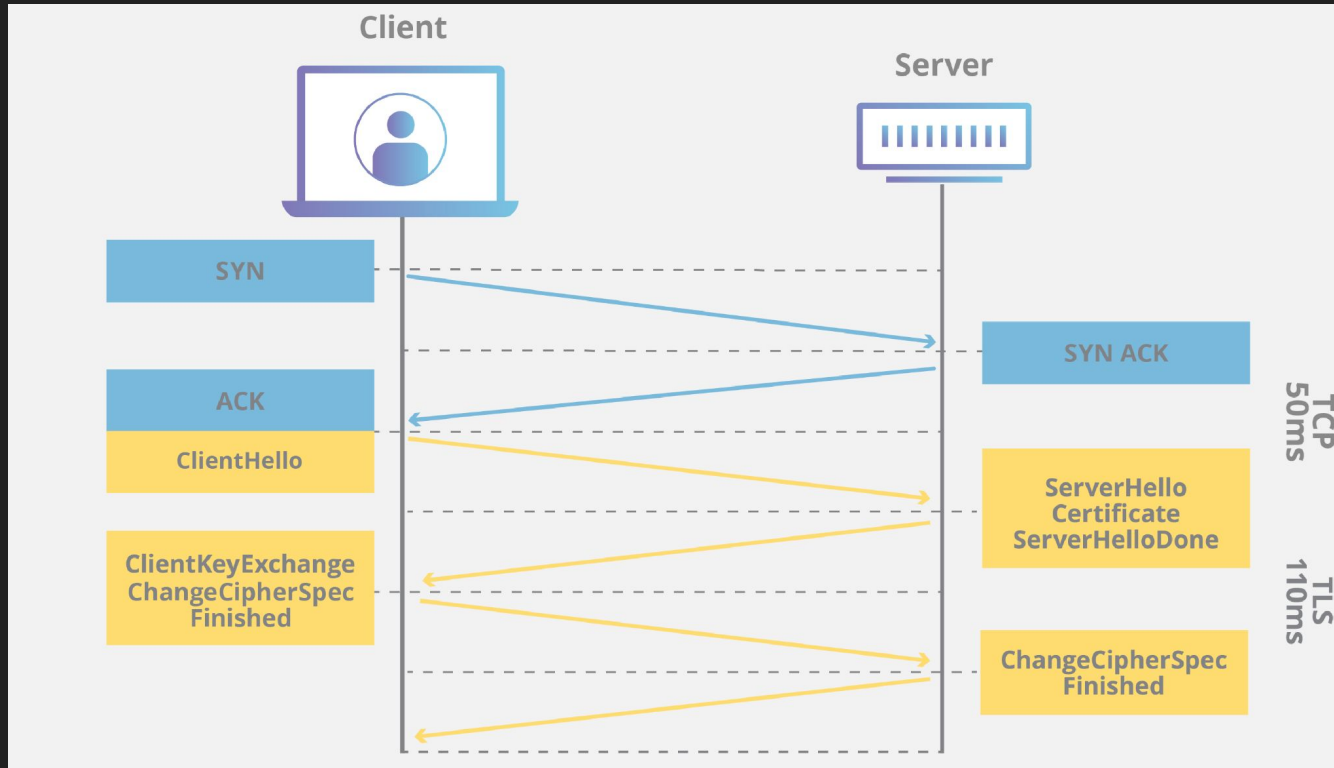 Client
Server
SYN
SYN ACK
ACK
ClientHello
ServerHello
Certificate
ServerHelloDone
ClientKeyExchange
ChangeCipherSpec
Finished
ChangeCipherSpec
Finished
TCP
50ms
TLS
110ms